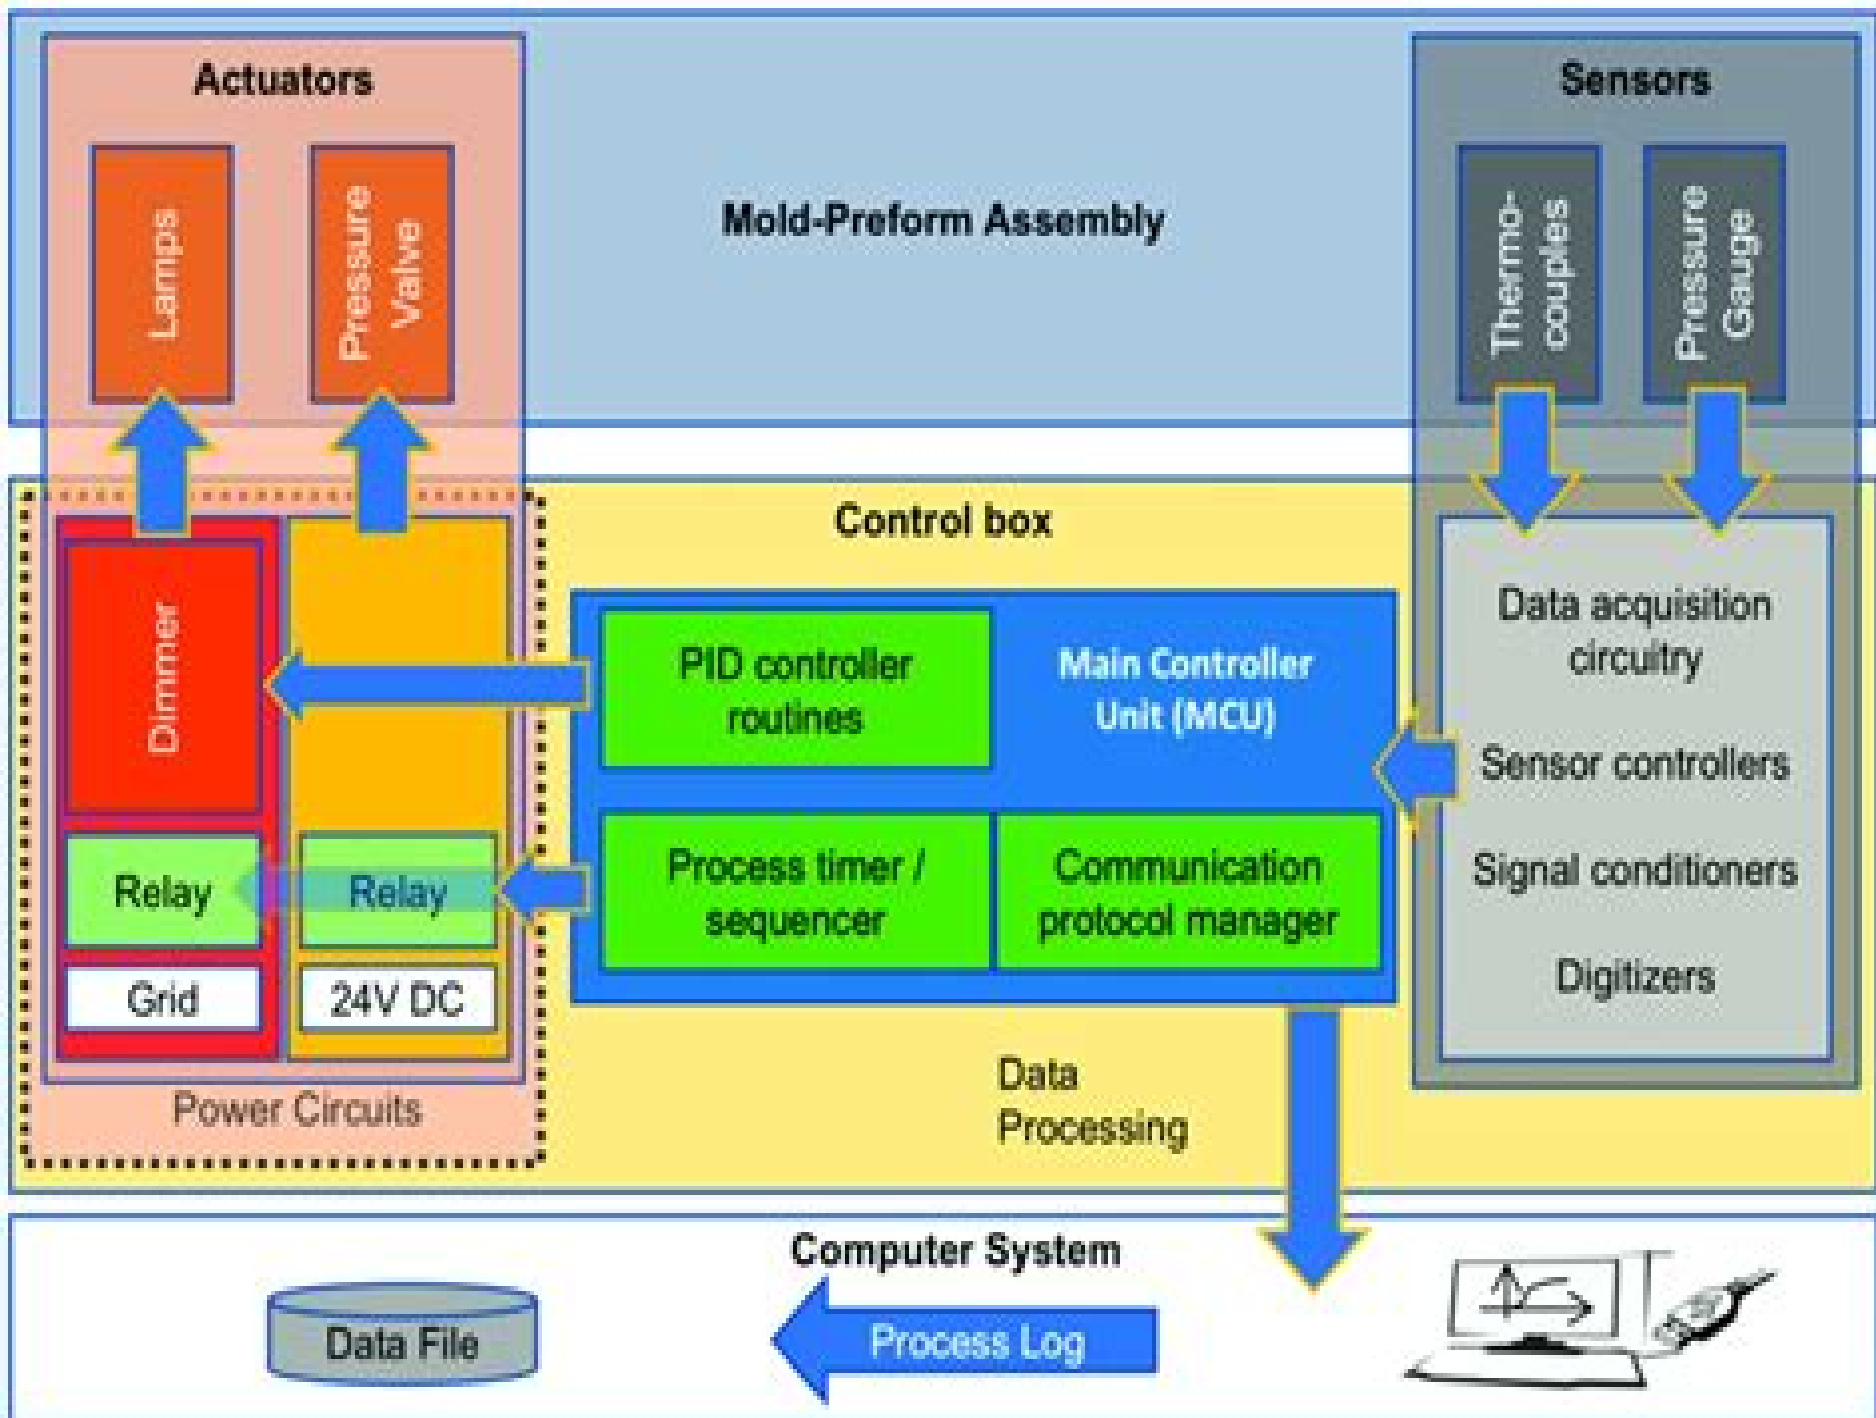 Actuators
Sensors
Lamps
Pressure
Valve
Mold-Preform Assembly
Thermo-
couples
Pressure
Gauge
Control box
Dimmer
PID controller
routines
Main Controller
Unit (MCU)
Data acquisition
circuitry
Sensor controllers
Signal conditioners
Digitizers
Relay
Relay
Process timer /
sequencer
Communication
protocol manager
Grid
24V DC
Power Circuits
Data
Processing
Computer System
Data File
Process Log